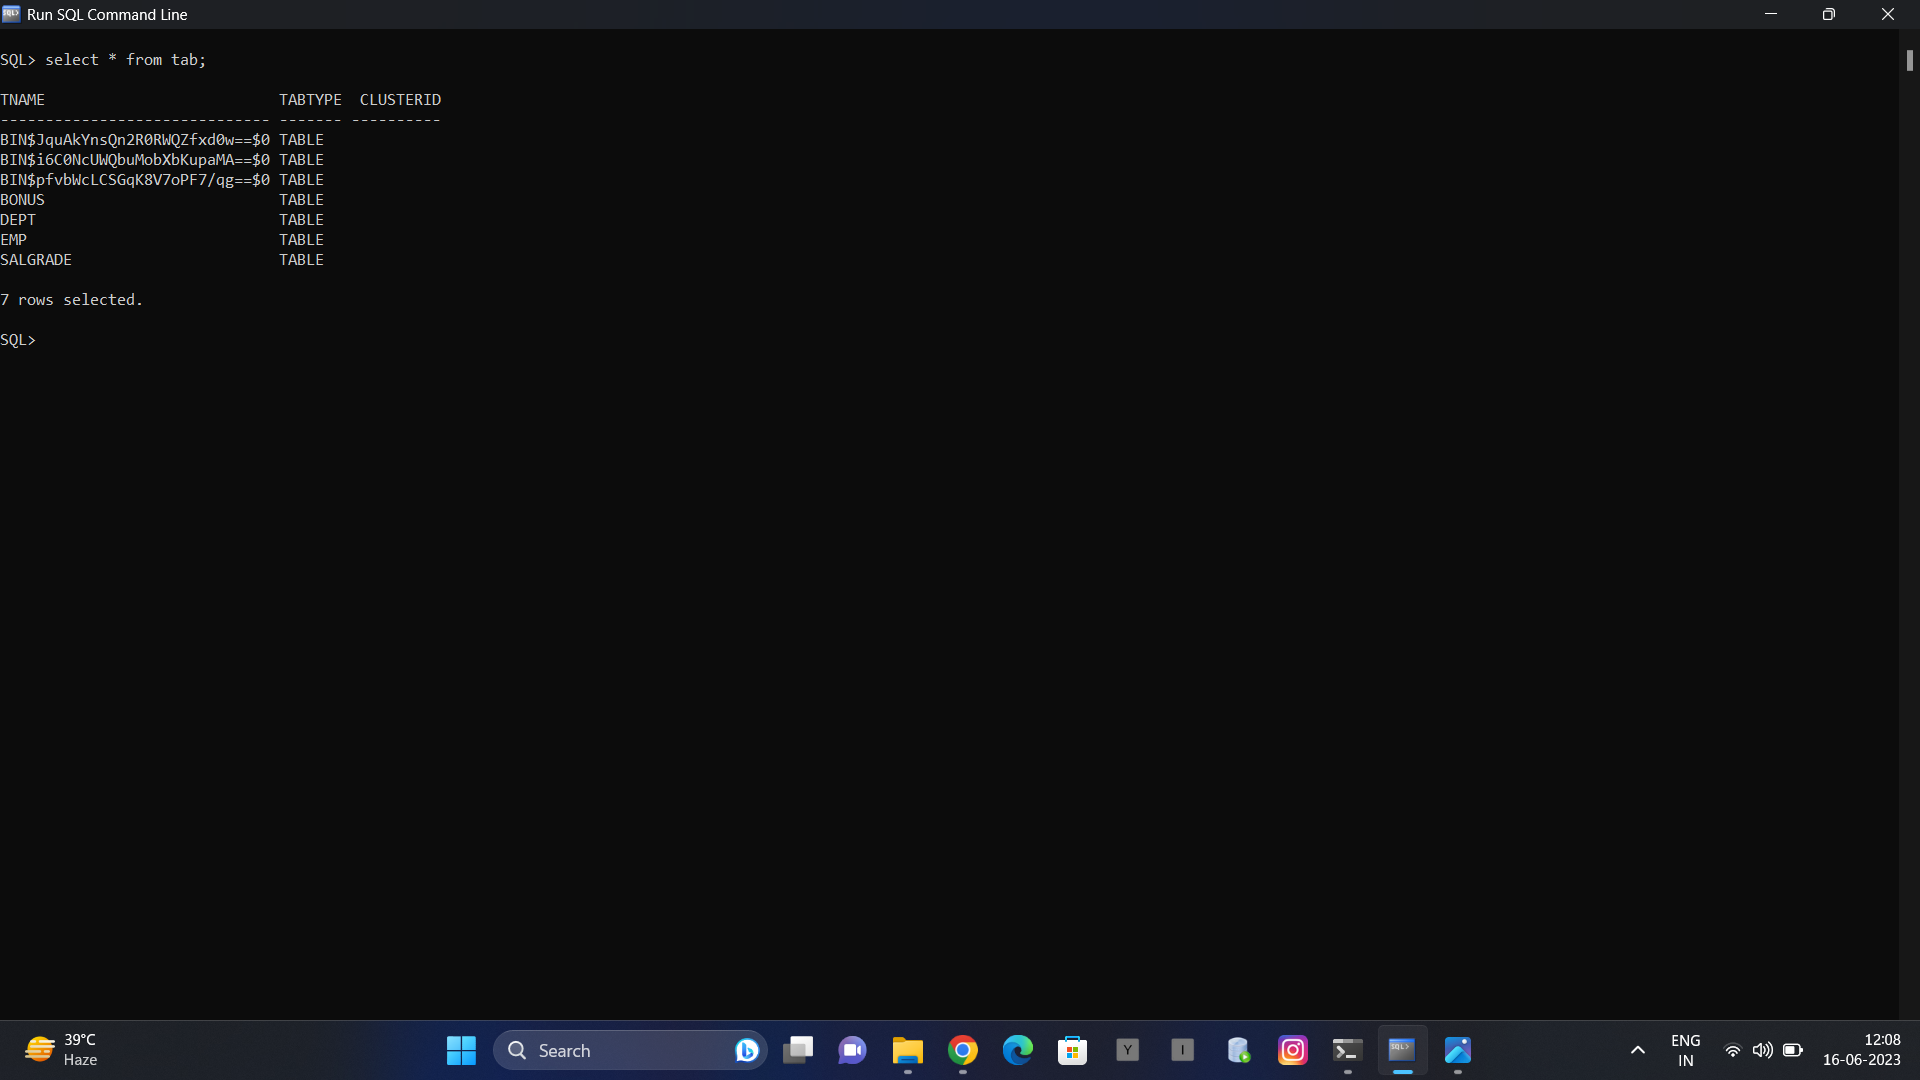 Run SQL Command Line
SQL> select * from tab;
TNAME                          TABTYPE  CLUSTERID
------------------------------ ------- ----------
BIN$JquAkYnsQn2R0RWQZfxd0w==$0 TABLE
BIN$i6C0NcUWQbuMobXbKupaMA==$0 TABLE
BIN$pfvbWcLCSGqK8V7oPF7/qg==$0 TABLE
BONUS                          TABLE
DEPT                           TABLE
EMP                            TABLE
SALGRADE                       TABLE
7 rows selected.
SQL>
39°C
Haze
Search
Y
I
ENG
IN
12:08
16-06-2023